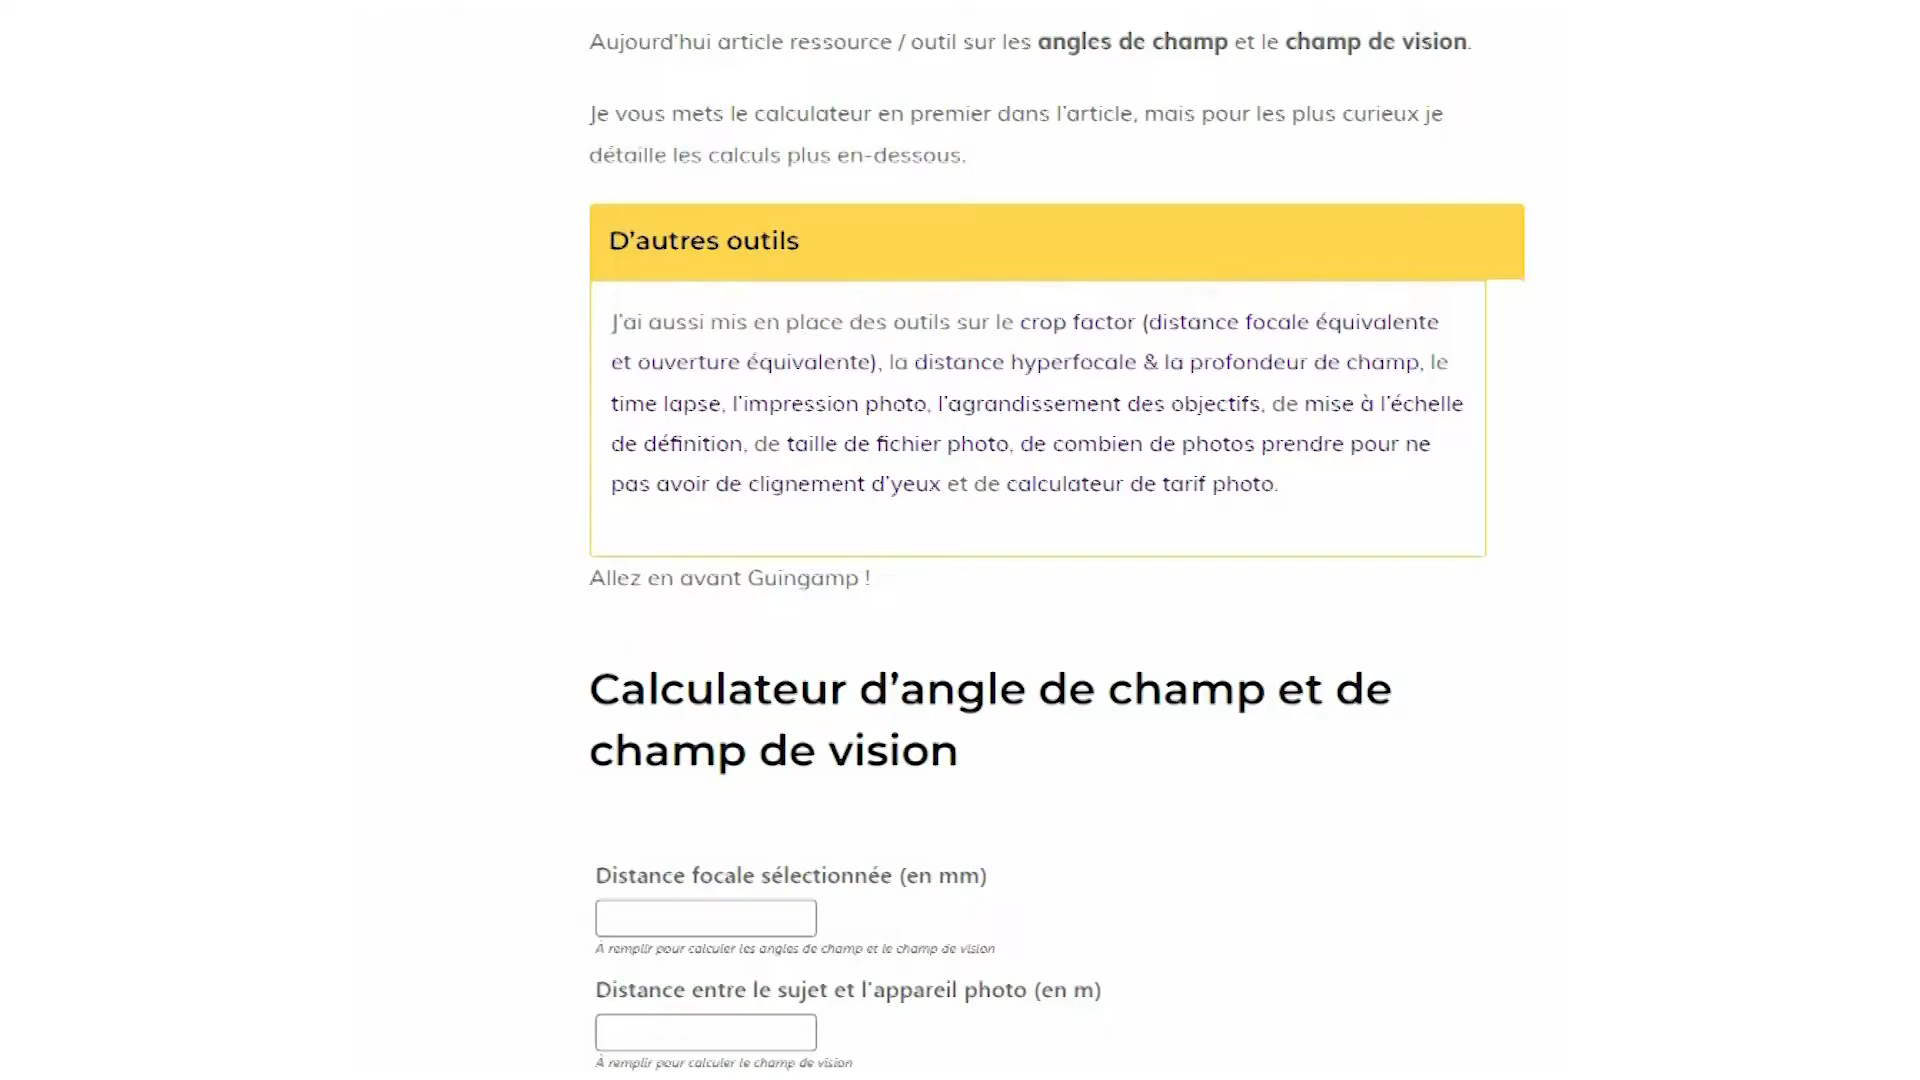 Aujourd'hui article ressource / outil sur les angles de champ et le champ de vision.
Je vous mets le calculateur en premier dans l'article, mais pour les plus curieux je
détaille les calculs plus en-dessous.
D'autres outils
J'ai aussi mis en place des outils sur le crop factor (distance focale équivalente
et ouverture équivalente), la distance hyperfocale & la profondeur de champ, le
time lapse, l'impression photo, l'agrandissement des objectifs, de mise à l'échelle
de définition, de taille de fichier photo, de combien de photos prendre pour ne
pas avoir de clignement d'yeux et de calculateur de tarif photo.
Allez en avant Guingamp !
Calculateur d'angle de champ et de
champ de vision
Distance focale sélectionnée (en mm)
À remplir pour calculer les angles de champ et le champ de vision
Distance entre le sujet et l'appareil photo (en m)
À remplir pour calculer le champ de vision